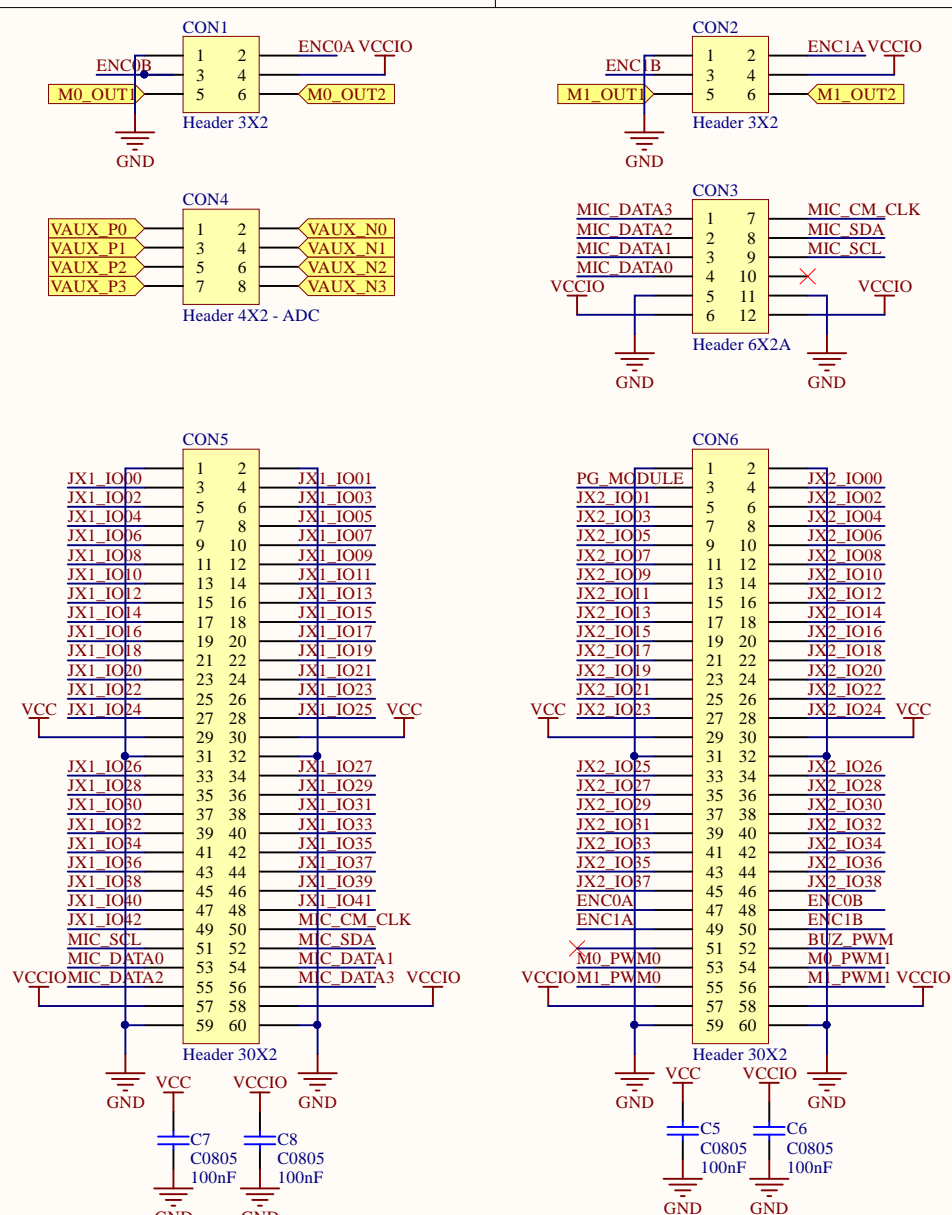 CON1
1 2 ENC0A VCCIO
ENC0B 3 4
M0_OUT1 5 6 M0_OUT2
Header 3X2
GND
CON2
1 2 ENC1A VCCIO
ENC1B 3 4
M1_OUT1 5 6 M1_OUT2
Header 3X2
GND
CON4
VAUX_P0 1 2 VAUX_N0
VAUX_P1 3 4 VAUX_N1
VAUX_P2 5 6 VAUX_N2
VAUX_P3 7 8 VAUX_N3
Header 4X2 - ADC
CON3
MIC_DATA3 1 7 MIC_CM_CLK
MIC_DATA2 2 8 MIC_SDA
MIC_DATA1 3 9 MIC_SCL
MIC_DATA0 4 10
VCCIO 5 11 VCCIO
6 12
Header 6X2A
GND GND
CON5
1 2
JX1_IO00 3 4 JX1_IO01
JX1_IO02 5 6 JX1_IO03
JX1_IO04 7 8 JX1_IO05
JX1_IO06 9 10 JX1_IO07
JX1_IO08 11 12 JX1_IO09
JX1_IO10 13 14 JX1_IO11
JX1_IO12 15 16 JX1_IO13
JX1_IO14 17 18 JX1_IO15
JX1_IO16 19 20 JX1_IO17
JX1_IO18 21 22 JX1_IO19
JX1_IO20 23 24 JX1_IO21
JX1_IO22 25 26 JX1_IO23
VCC JX1_IO24 27 28 JX1_IO25 VCC
29 30
31 32
JX1_IO26 33 34 JX1_IO27
JX1_IO28 35 36 JX1_IO29
JX1_IO30 37 38 JX1_IO31
JX1_IO32 39 40 JX1_IO33
JX1_IO34 41 42 JX1_IO35
JX1_IO36 43 44 JX1_IO37
JX1_IO38 45 46 JX1_IO39
JX1_IO40 47 48 JX1_IO41
JX1_IO42 49 50 MIC_CM_CLK
MIC_SCL 51 52 MIC_SDA
MIC_DATA0 53 54 MIC_DATA1
VCCIO MIC_DATA2 55 56 MIC_DATA3 VCCIO
57 58
59 60
Header 30X2
GND VCC VCCIO GND
C7 C8
C0805 C0805
100nF 100nF
GND GND
CON6
1 2
PG_MODULE 3 4 JX2_IO00
JX2_IO01 5 6 JX2_IO02
JX2_IO03 7 8 JX2_IO04
JX2_IO05 9 10 JX2_IO06
JX2_IO07 11 12 JX2_IO08
JX2_IO09 13 14 JX2_IO10
JX2_IO11 15 16 JX2_IO12
JX2_IO13 17 18 JX2_IO14
JX2_IO15 19 20 JX2_IO16
JX2_IO17 21 22 JX2_IO18
JX2_IO19 23 24 JX2_IO20
JX2_IO21 25 26 JX2_IO22
VCC JX2_IO23 27 28 JX2_IO24 VCC
29 30
31 32
JX2_IO25 33 34 JX2_IO26
JX2_IO27 35 36 JX2_IO28
JX2_IO29 37 38 JX2_IO30
JX2_IO31 39 40 JX2_IO32
JX2_IO33 41 42 JX2_IO34
JX2_IO35 43 44 JX2_IO36
JX2_IO37 45 46 JX2_IO38
ENC0A 47 48 ENC0B
ENC1A 49 50 ENC1B
51 52 BUZ_PWM
M0_PWM0 53 54 M0_PWM1
VCCIO M1_PWM0 55 56 M1_PWM1 VCCIO
57 58
59 60
Header 30X2
GND VCC VCCIO GND
C5 C6
C0805 C0805
100nF 100nF
GND GND